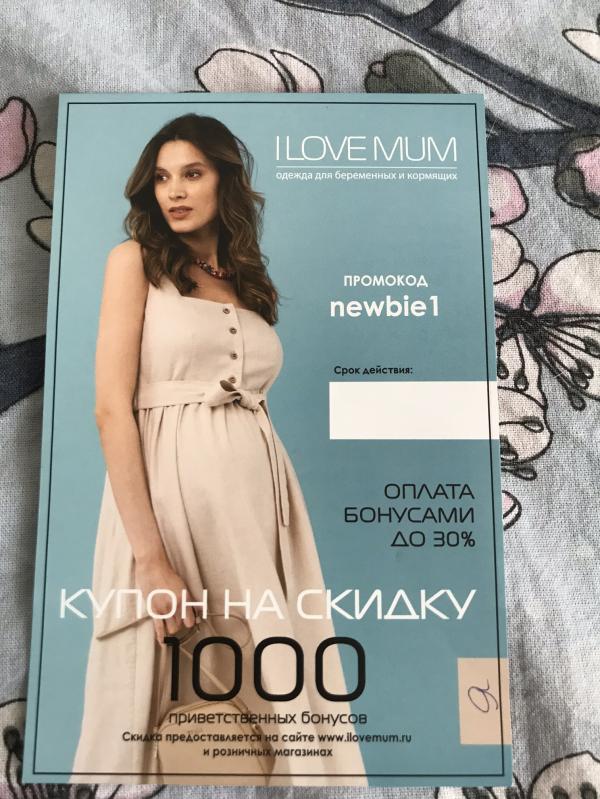 I LOVE MUM
одежда для беременных и кормящих
ПРОМОКОД
newbie1
Срок действия:
ОПЛАТА
БОНУСАМИ
ДО 30%
КУПОН НА СКИДКУ
1000
приветственных бонусов
Скидка предоставляется на сайте www.ilovemum.ru
и розничных магазинах